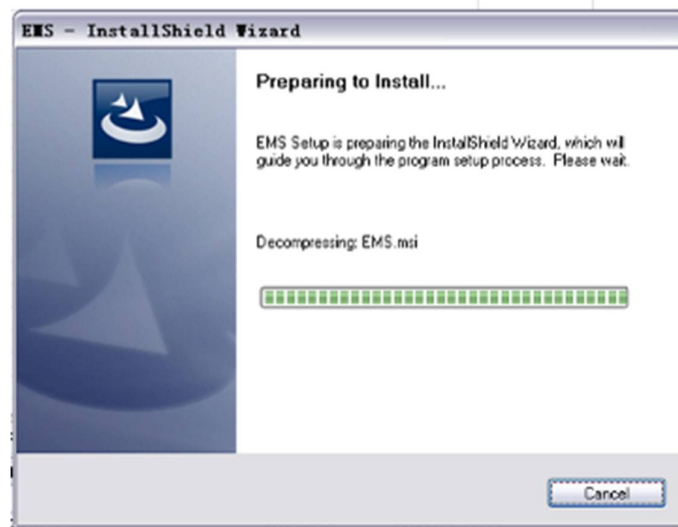 EMS - InstallShield Wizard
Preparing to Install...
EMS Setup is preparing the InstallShield Wizard, which will
guide you through the program setup process. Please wait.
Decompressing: EMS.msi
Cancel